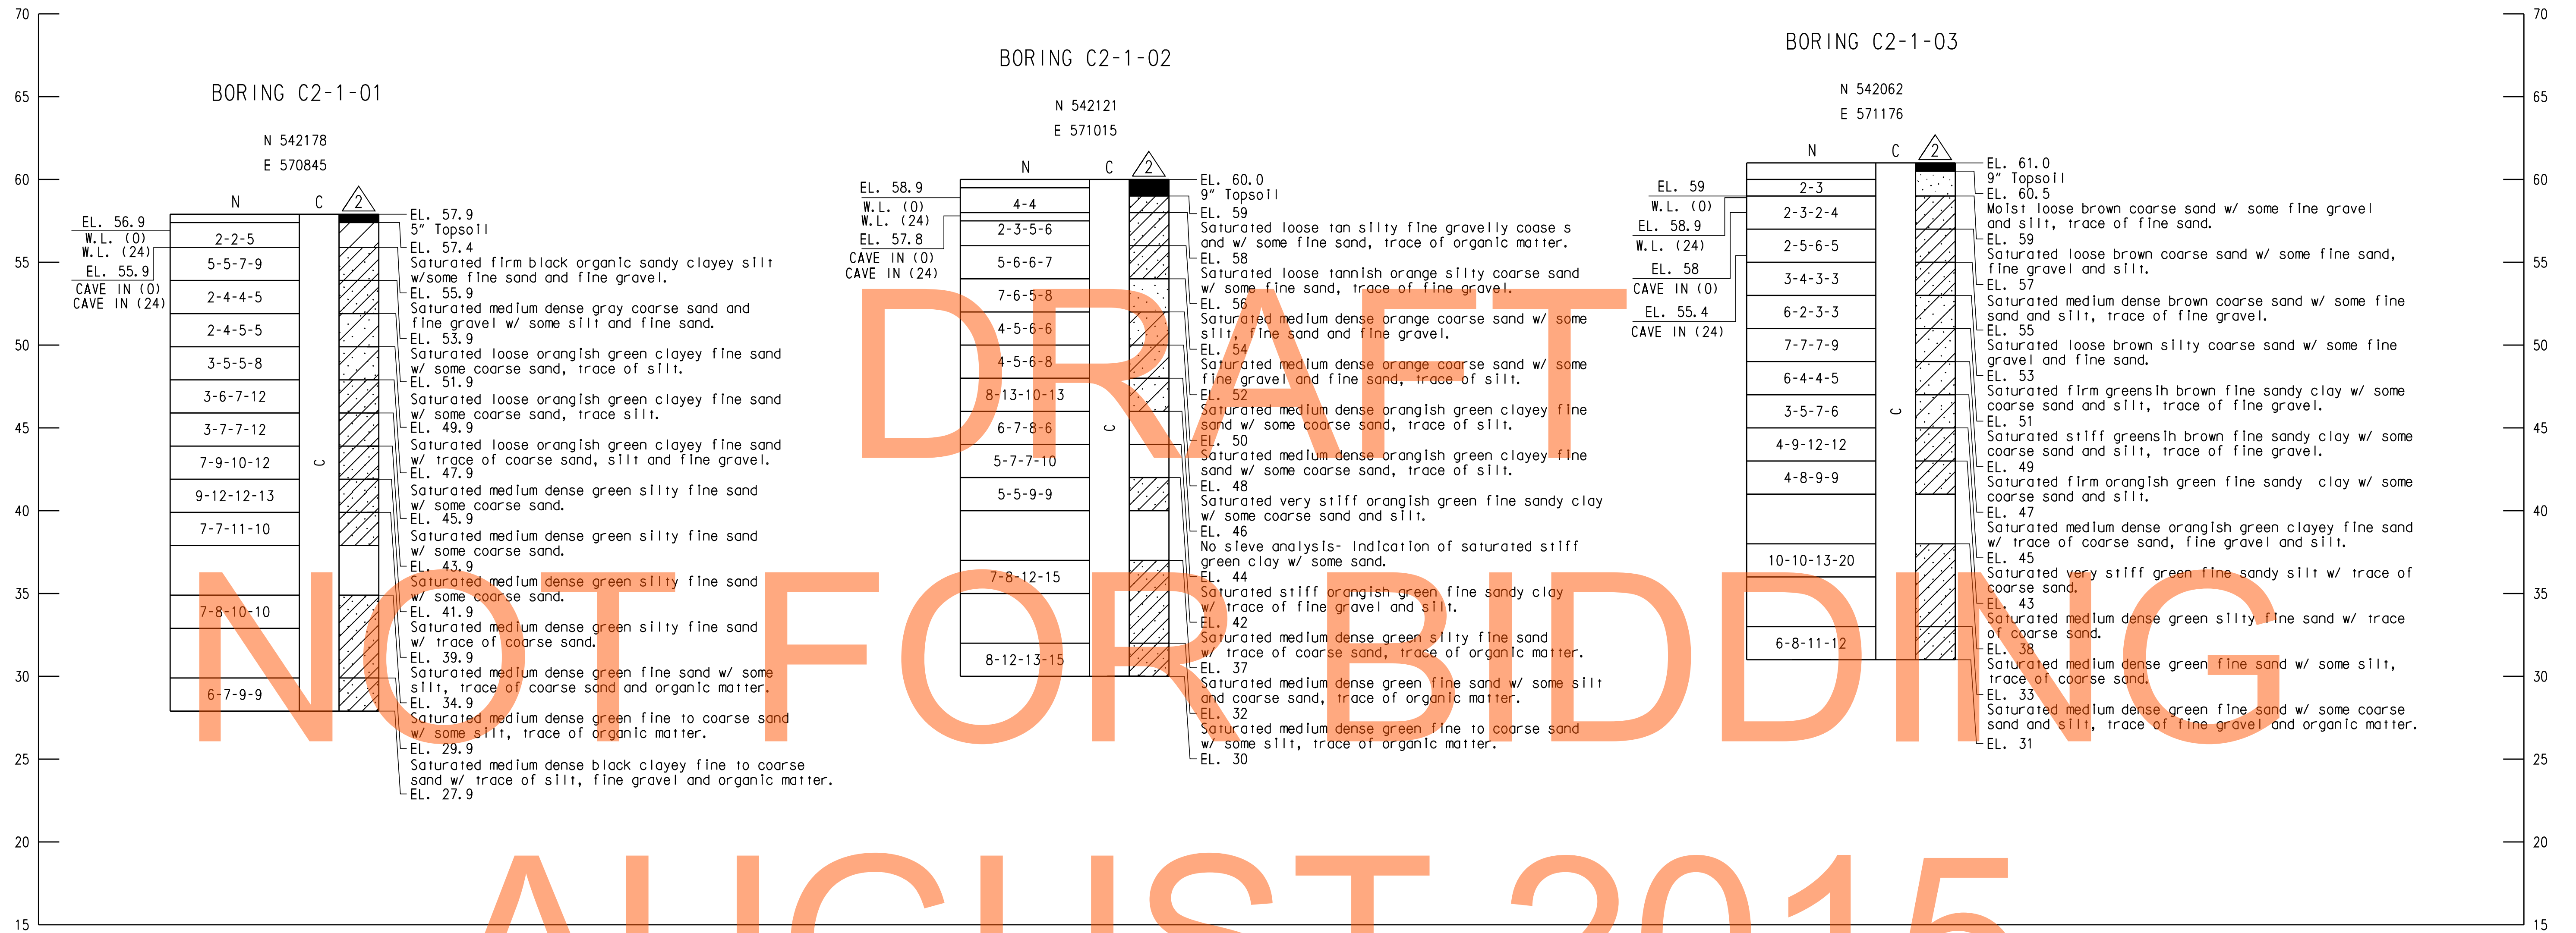 70
65
60
55
50
45
40
35
30
25
20
15
BORING C2-1-01
N 542178
E 570845
N
C
2
EL. 56.9
W.L. (0)
W.L. (24)
EL. 55.9
CAVE IN (0)
CAVE IN (24)
2-2-5
5-5-7-9
2-4-4-5
2-4-5-5
3-5-5-8
3-6-7-12
3-7-7-12
7-9-10-12
9-12-12-13
7-7-11-10
7-8-10-10
6-7-9-9
C
EL. 57.9
5" Topsoil
EL. 57.4
Saturated firm black organic sandy clayey silt
w/some fine sand and fine gravel.
EL. 55.9
Saturated medium dense gray coarse sand and
fine gravel w/ some silt and fine sand.
EL. 53.9
Saturated loose orangish green clayey fine sand
w/ some coarse sand, trace of silt.
EL. 51.9
Saturated loose orangish green clayey fine sand
w/ some coarse sand, trace silt.
EL. 49.9
Saturated loose orangish green clayey fine sand
w/ trace of coarse sand, silt and fine gravel.
EL. 47.9
Saturated medium dense green silty fine sand
w/ some coarse sand.
EL. 45.9
Saturated medium dense green silty fine sand
w/ some coarse sand.
EL. 43.9
Saturated medium dense green silty fine sand
w/ some coarse sand.
EL. 41.9
Saturated medium dense green silty fine sand
w/ trace of coarse sand.
EL. 39.9
Saturated medium dense green fine sand w/ some
silt, trace of coarse sand and organic matter.
EL. 34.9
Saturated medium dense green fine to coarse sand
w/ some silt, trace of organic matter.
EL. 29.9
Saturated medium dense black clayey fine to coarse
sand w/ trace of silt, fine gravel and organic matter.
EL. 27.9
BORING C2-1-02
N 542121
E 571015
N
C
2
EL. 58.9
W.L. (0)
W.L. (24)
EL. 57.8
CAVE IN (0)
CAVE IN (24)
4-4
2-3-5-6
5-6-6-7
7-6-5-8
4-5-6-6
4-5-6-8
8-13-10-13
6-7-8-6
5-7-7-10
5-5-9-9
7-8-12-15
8-12-13-15
C
EL. 60.0
9" Topsoil
EL. 59
Saturated loose tan silty fine gravelly coase s
and w/ some fine sand, trace of organic matter.
EL. 58
Saturated loose tannish orange silty coarse sand
w/ some fine sand, trace of fine gravel.
EL. 56
Saturated medium dense orange coarse sand w/ some
silt, fine sand and fine gravel.
EL. 54
Saturated medium dense orange coarse sand w/ some
fine gravel and fine sand, trace of silt.
EL. 52
Saturated medium dense orangish green clayey fine
sand w/ some coarse sand, trace of silt.
EL. 50
Saturated medium dense orangish green clayey fine
sand w/ some coarse sand, trace of silt.
EL. 48
Saturated very stiff orangish green fine sandy clay
w/ some coarse sand and silt.
EL. 46
No sieve analysis- Indication of saturated stiff
green clay w/ some sand.
EL. 44
Saturated stiff orangish green fine sandy clay
w/ trace of fine gravel and silt.
EL. 42
Saturated medium dense green silty fine sand
w/ trace of coarse sand, trace of organic matter.
EL. 37
Saturated medium dense green fine sand w/ some silt
and coarse sand, trace of organic matter.
EL. 32
Saturated medium dense green fine to coarse sand
w/ some silt, trace of organic matter.
EL. 30
BORING C2-1-03
N 542062
E 571176
N
C
2
EL. 59
W.L. (0)
EL. 58.9
W.L. (24)
EL. 58
CAVE IN (0)
EL. 55.4
CAVE IN (24)
2-3
2-3-2-4
2-5-6-5
3-4-3-3
6-2-3-3
7-7-7-9
6-4-4-5
3-5-7-6
4-9-12-12
4-8-9-9
10-10-13-20
6-8-11-12
C
EL. 61.0
9" Topsoil
EL. 60.5
Moist loose brown coarse sand w/ some fine gravel
and silt, trace of fine sand.
EL. 59
Saturated loose brown coarse sand w/ some fine sand,
fine gravel and silt.
EL. 57
Saturated medium dense brown coarse sand w/ some fine
sand and silt, trace of fine gravel.
EL. 55
Saturated loose brown silty coarse sand w/ some fine
gravel and fine sand.
EL. 53
Saturated firm greensih brown fine sandy clay w/ some
coarse sand and silt, trace of fine gravel.
EL. 51
Saturated stiff greensih brown fine sandy clay w/ some
coarse sand and silt, trace of fine gravel.
EL. 49
Saturated firm orangish green fine sandy clay w/ some
coarse sand and silt.
EL. 47
Saturated medium dense orangish green clayey fine sand
w/ trace of coarse sand, fine gravel and silt.
EL. 45
Saturated very stiff green fine sandy silt w/ trace of
coarse sand.
EL. 43
Saturated medium dense green silty fine sand w/ trace
of coarse sand.
EL. 38
Saturated medium dense green fine sand w/ some silt,
trace of coarse sand.
EL. 33
Saturated medium dense green fine sand w/ some coarse
sand and silt, trace of fine gravel and organic matter.
EL. 31
70
65
60
55
50
45
40
35
30
25
20
15
DRAFT
NOT FOR BIDDING
AUGUST 2015